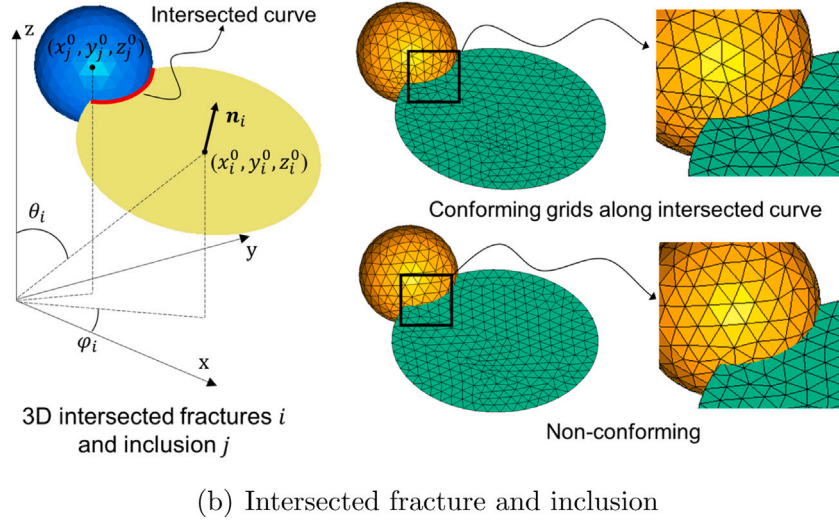 Intersected curve
z
(x_j^0, y_j^0, z_j^0)
n_i
(x_i^0, y_i^0, z_i^0)
θ_i
y
φ_i
x
3D intersected fractures i
and inclusion j
Conforming grids along intersected curve
Non-conforming
(b) Intersected fracture and inclusion